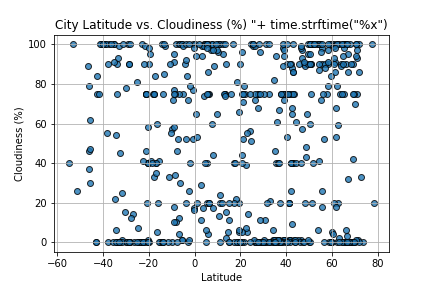 City Latitude vs. Cloudiness (%) "+ time.strftime("%x")
100
80
60
40
20
0
Cloudiness (%)
−60 −40 −20 0 20 40 60 80
Latitude